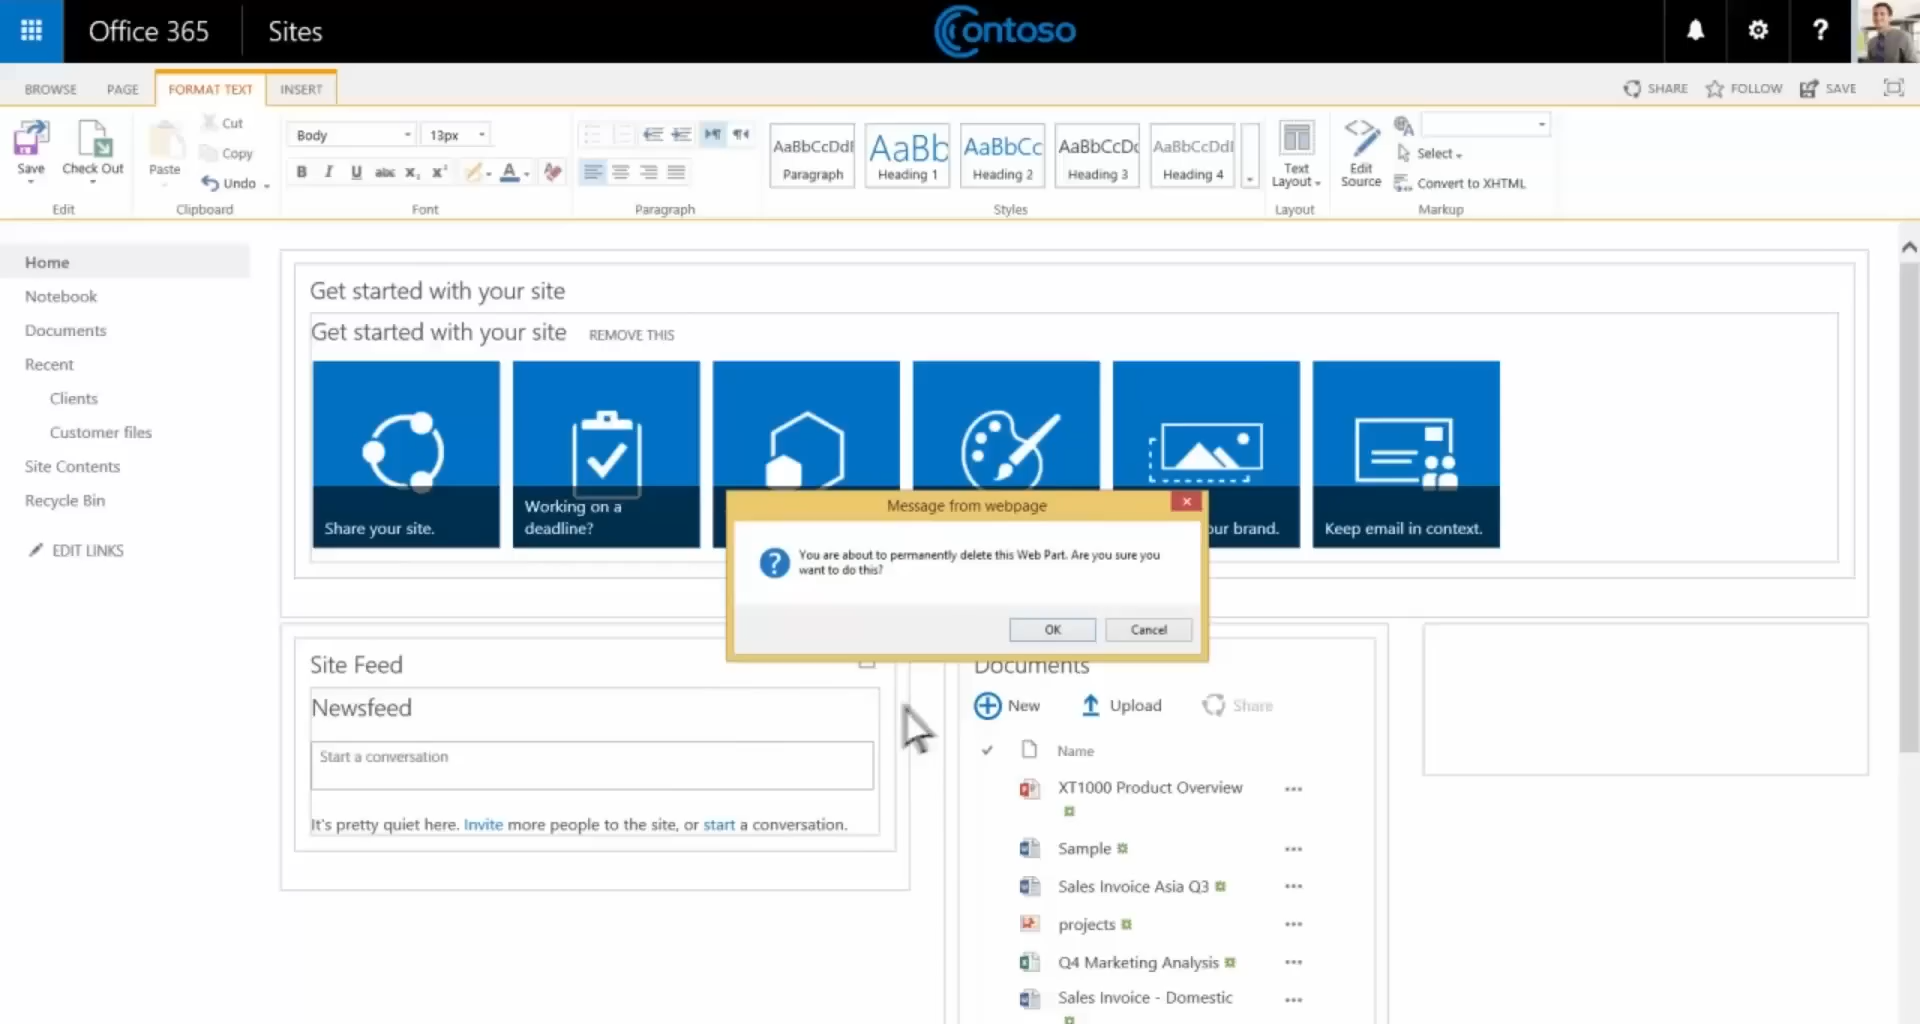 Office 365
Sites
Contoso
BROWSE
PAGE
FORMAT TEXT
INSERT
SHARE
FOLLOW
SAVE
Save
Check Out
Edit
Paste
Cut
Copy
Undo
Clipboard
Body
13px
B I U abc X₂ X²
A
Font
Paragraph
AaBbCcDdI
Paragraph
AaBb
Heading 1
AaBbCc
Heading 2
AaBbCcDc
Heading 3
AaBbCcDdI
Heading 4
Styles
Text
Layout
Layout
Edit
Source
Select
Convert to XHTML
Markup
Home
Notebook
Documents
Recent
Clients
Customer files
Site Contents
Recycle Bin
EDIT LINKS
Get started with your site
Get started with your site
REMOVE THIS
Share your site.
Working on a
deadline?
our brand.
Keep email in context.
Message from webpage
You are about to permanently delete this Web Part. Are you sure you
want to do this?
OK
Cancel
Site Feed
Newsfeed
Start a conversation
It's pretty quiet here. Invite more people to the site, or start a conversation.
Documents
New
Upload
Share
Name
XT1000 Product Overview
Sample
Sales Invoice Asia Q3
projects
Q4 Marketing Analysis
Sales Invoice - Domestic